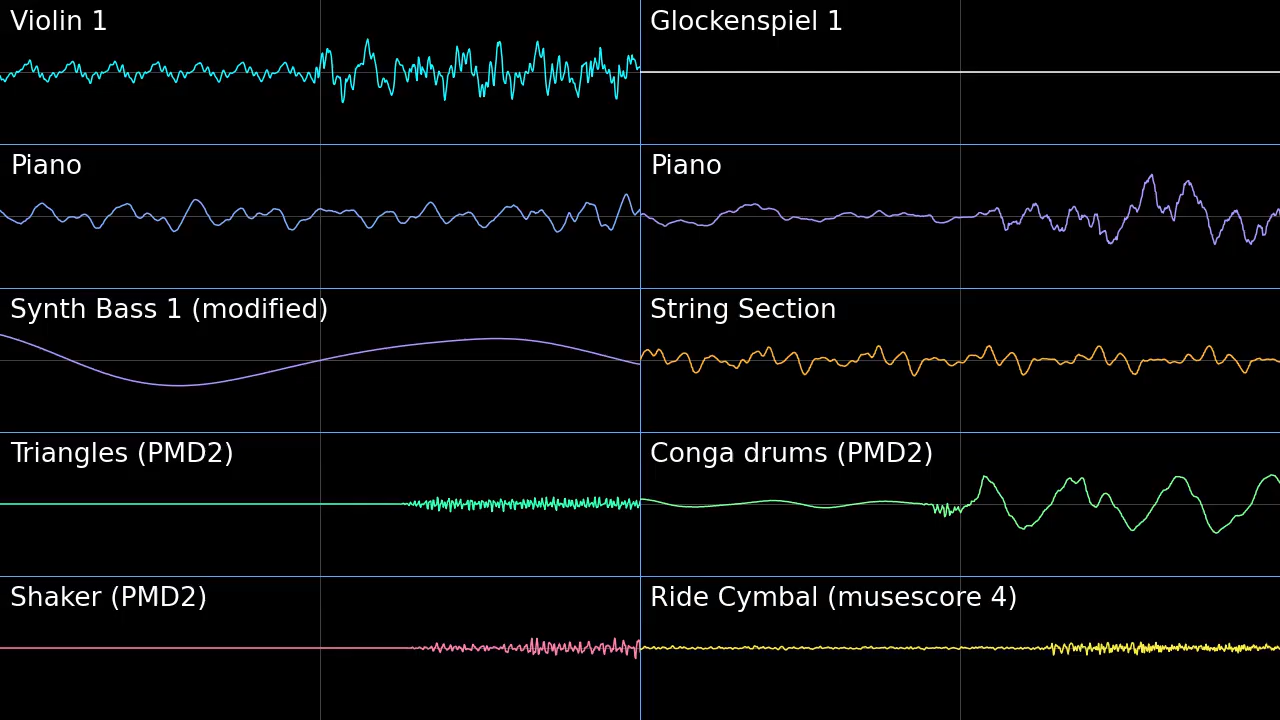 Violin 1
Glockenspiel 1
Piano
Piano
Synth Bass 1 (modified)
String Section
Triangles (PMD2)
Conga drums (PMD2)
Shaker (PMD2)
Ride Cymbal (musescore 4)